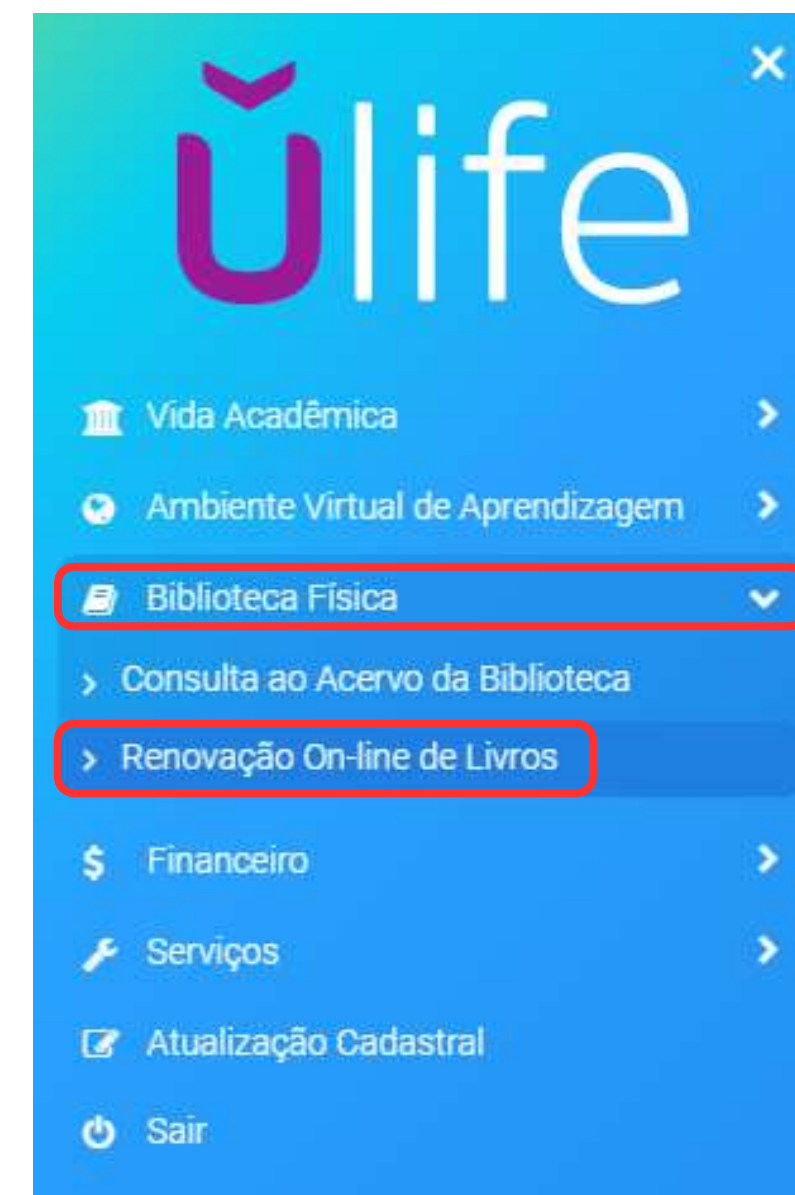 ŭlife
Vida Acadêmica
Ambiente Virtual de Aprendizagem
Biblioteca Física
Consulta ao Acervo da Biblioteca
Renovação On-line de Livros
Financeiro
Serviços
Atualização Cadastral
Sair